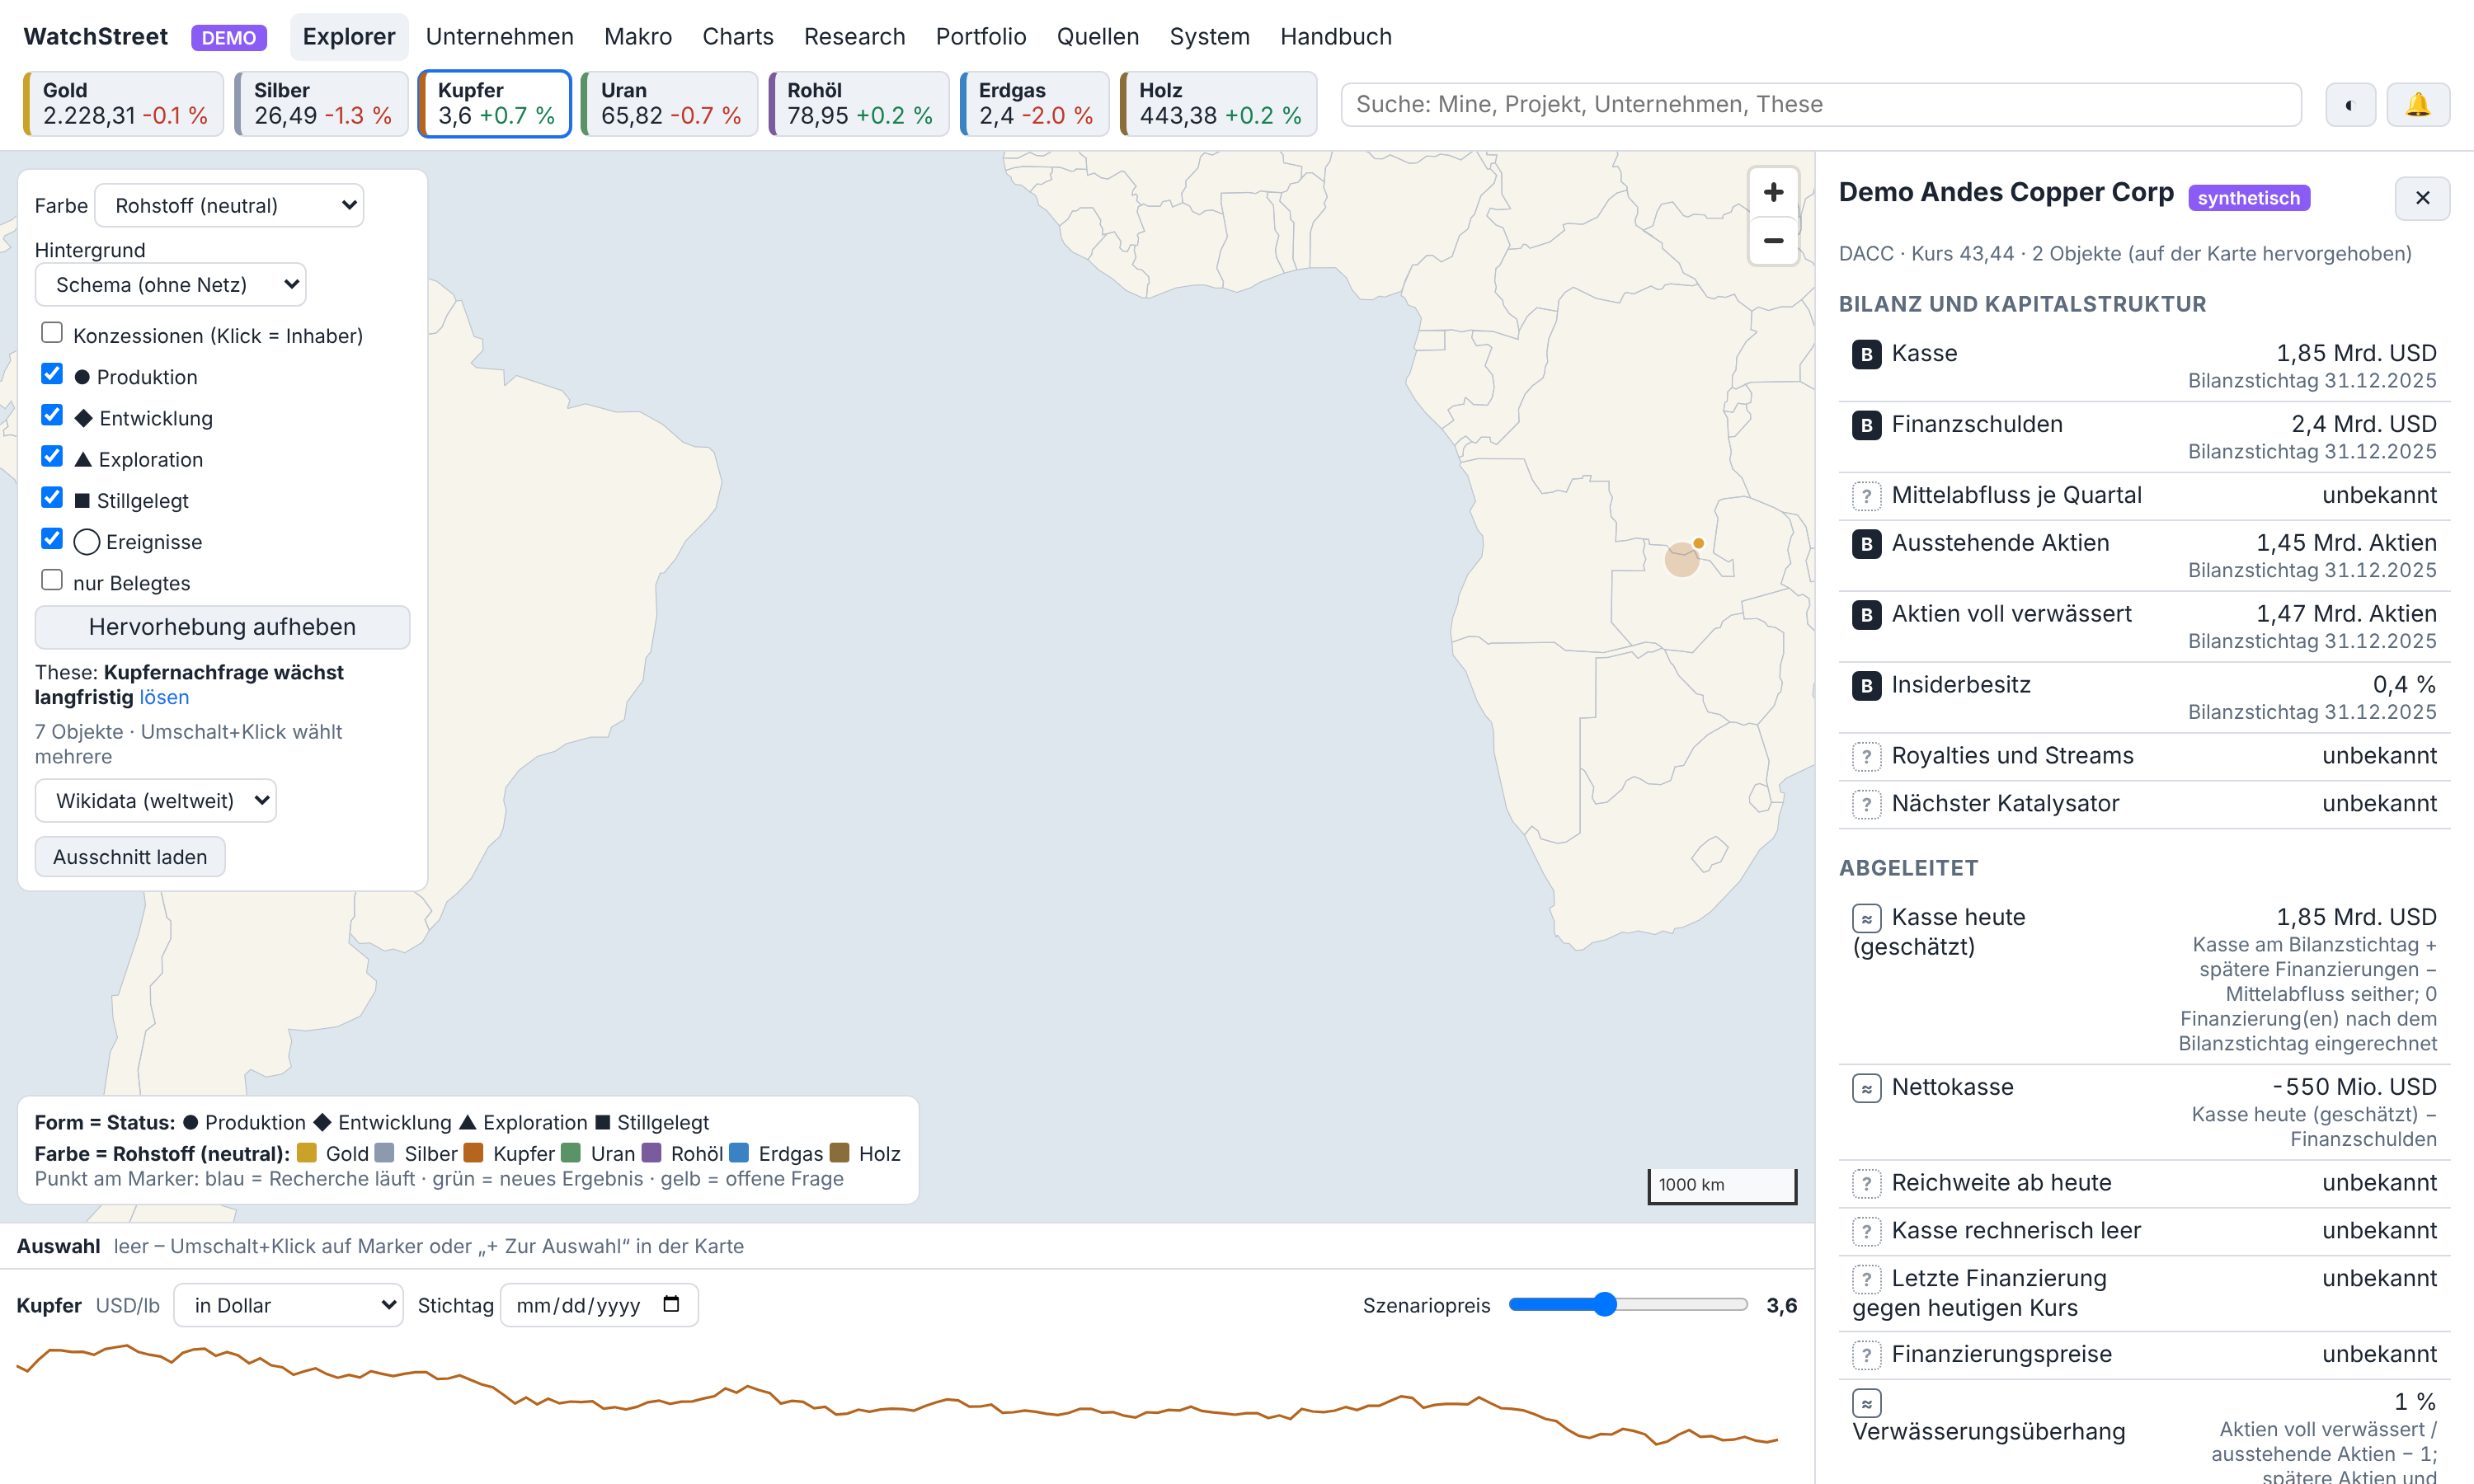 WatchStreet DEMO Explorer Unternehmen Makro Charts Research Portfolio Quellen System Handbuch
Gold
2.228,31 -0.1 %
Silber
26,49 -1.3 %
Kupfer
3,6 +0.7 %
Uran
65,82 -0.7 %
Rohöl
78,95 +0.2 %
Erdgas
2,4 -2.0 %
Holz
443,38 +0.2 %
Suche: Mine, Projekt, Unternehmen, These
Farbe Rohstoff (neutral)
Hintergrund
Schema (ohne Netz)
Konzessionen (Klick = Inhaber)
Produktion
Entwicklung
Exploration
Stillgelegt
Ereignisse
nur Belegtes
Hervorhebung aufheben
These: Kupfernachfrage wächst
langfristig lösen
7 Objekte · Umschalt+Klick wählt
mehrere
Wikidata (weltweit)
Ausschnitt laden
+
−
Form = Status: ● Produktion ◆ Entwicklung ▲ Exploration ■ Stillgelegt
Farbe = Rohstoff (neutral): Gold Silber Kupfer Uran Rohöl Erdgas Holz
Punkt am Marker: blau = Recherche läuft · grün = neues Ergebnis · gelb = offene Frage
1000 km
Auswahl leer – Umschalt+Klick auf Marker oder „+ Zur Auswahl“ in der Karte
Kupfer USD/lb in Dollar Stichtag mm/dd/yyyy Szenariopreis 3,6
Demo Andes Copper Corp synthetisch ✕
DACC · Kurs 43,44 · 2 Objekte (auf der Karte hervorgehoben)
BILANZ UND KAPITALSTRUKTUR
B Kasse 1,85 Mrd. USD
Bilanzstichtag 31.12.2025
B Finanzschulden 2,4 Mrd. USD
Bilanzstichtag 31.12.2025
? Mittelabfluss je Quartal unbekannt
B Ausstehende Aktien 1,45 Mrd. Aktien
Bilanzstichtag 31.12.2025
B Aktien voll verwässert 1,47 Mrd. Aktien
Bilanzstichtag 31.12.2025
B Insiderbesitz 0,4 %
Bilanzstichtag 31.12.2025
? Royalties und Streams unbekannt
? Nächster Katalysator unbekannt
ABGELEITET
≈ Kasse heute (geschätzt) 1,85 Mrd. USD
Kasse am Bilanzstichtag +
spätere Finanzierungen −
Mittelabfluss seither; 0
Finanzierung(en) nach dem
Bilanzstichtag eingerechnet
≈ Nettokasse -550 Mio. USD
Kasse heute (geschätzt) −
Finanzschulden
? Reichweite ab heute unbekannt
? Kasse rechnerisch leer unbekannt
? Letzte Finanzierung gegen heutigen Kurs unbekannt
? Finanzierungspreise unbekannt
≈ Verwässerungsüberhang 1 %
Aktien voll verwässert /
ausstehende Aktien − 1;
spätere Aktien und